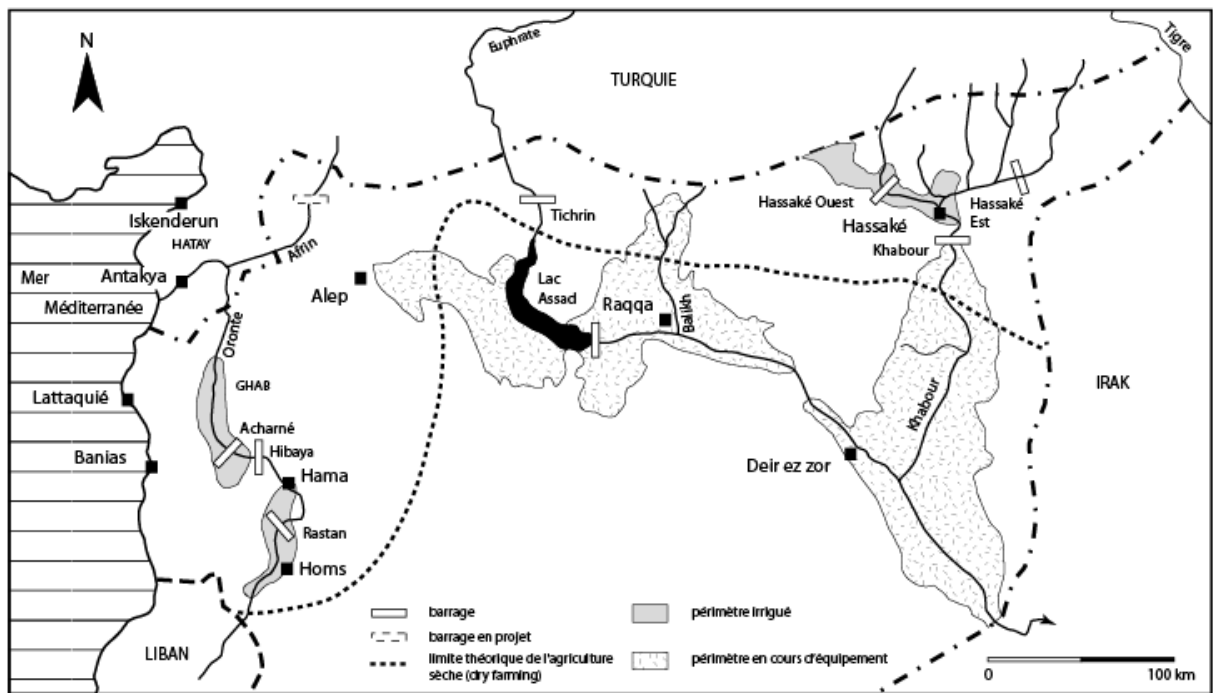 N
Euphrate
TURQUIE
Tigre
Iskenderun
HATAY
Afrin
Tichrin
Hassaké Ouest
Hassaké
Hassaké
Est
Khabour
Mer
Méditerranée
Antakya
Alep
Lac
Assad
Raqqa
Balikh
Oronte
GHAB
Khabour
IRAK
Lattaquié
Acharné
Hibaya
Banias
Hama
Deir ez zor
Rastan
Homs
LIBAN
barrage
barrage en projet
limite théorique de l'agriculture
sèche (dry farming)
périmètre irrigué
périmètre en cours d'équipement
0 100 km